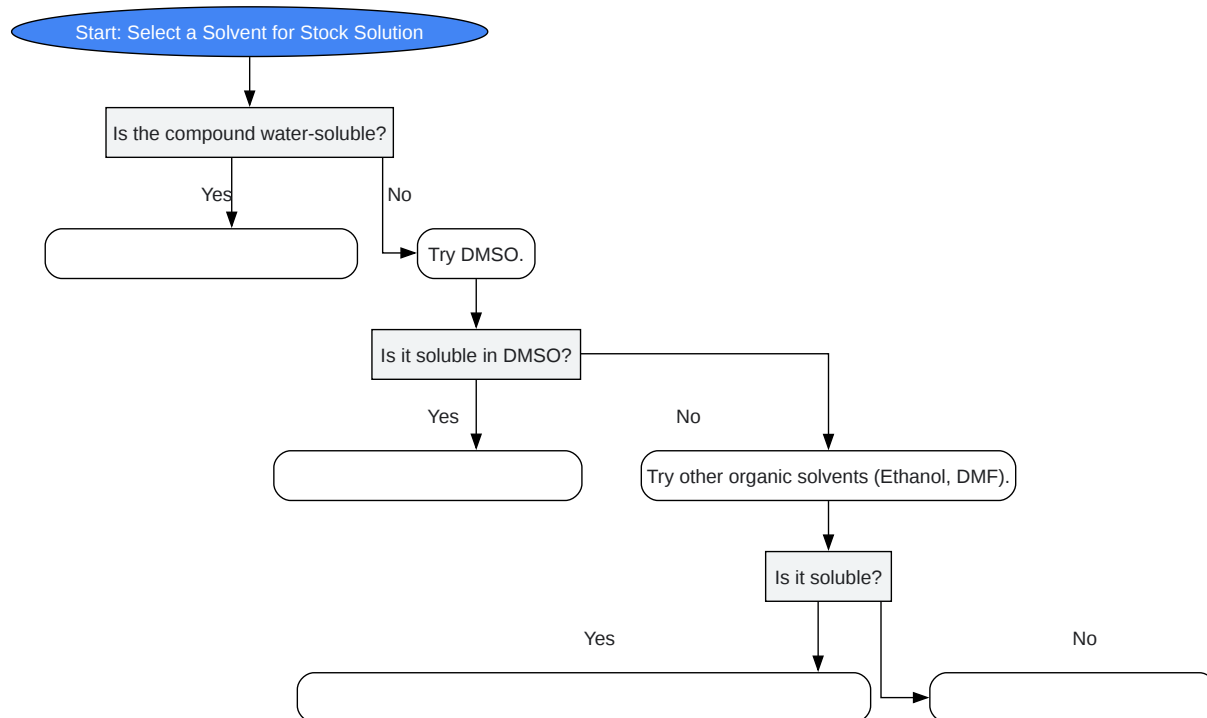 Start: Select a Solvent for Stock Solution
Is the compound water-soluble?
Yes
No
Try DMSO.
Is it soluble in DMSO?
Yes
No
Try other organic solvents (Ethanol, DMF).
Is it soluble?
Yes
No